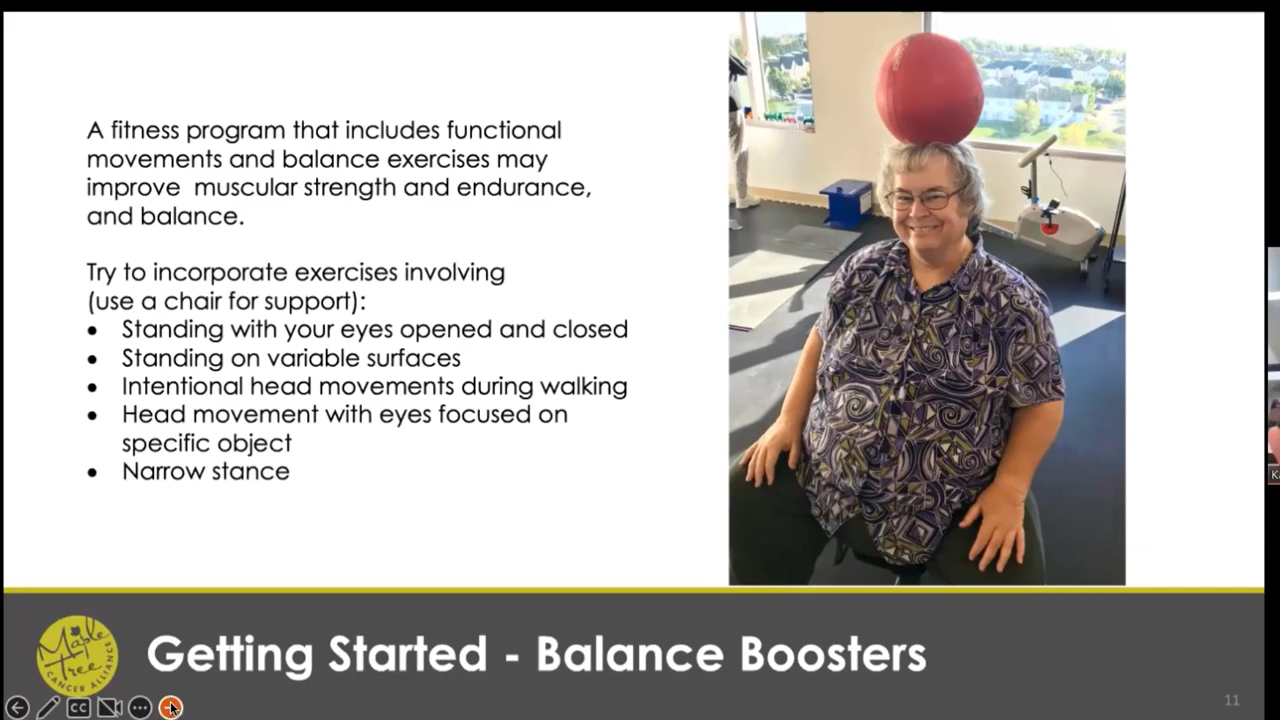 A fitness program that includes functional
movements and balance exercises may
improve muscular strength and endurance,
and balance.
Try to incorporate exercises involving
(use a chair for support):
• Standing with your eyes opened and closed
• Standing on variable surfaces
• Intentional head movements during walking
• Head movement with eyes focused on
specific object
• Narrow stance
Maple
Tree
CANCER ALLIANCE
Getting Started - Balance Boosters
CC
11